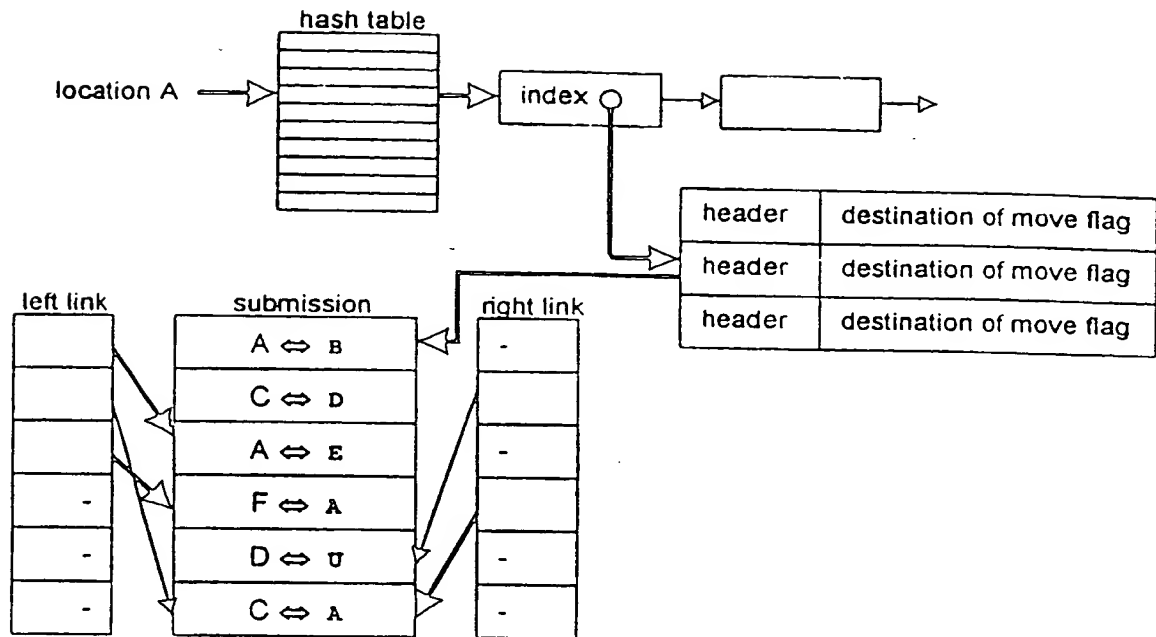 hash table
location A
index
header destination of move flag
header destination of move flag
header destination of move flag
left link submission right link
A ⇔ B -
C ⇔ D
A ⇔ E -
- F ⇔ A
- D ⇔ U -
- C ⇔ A -